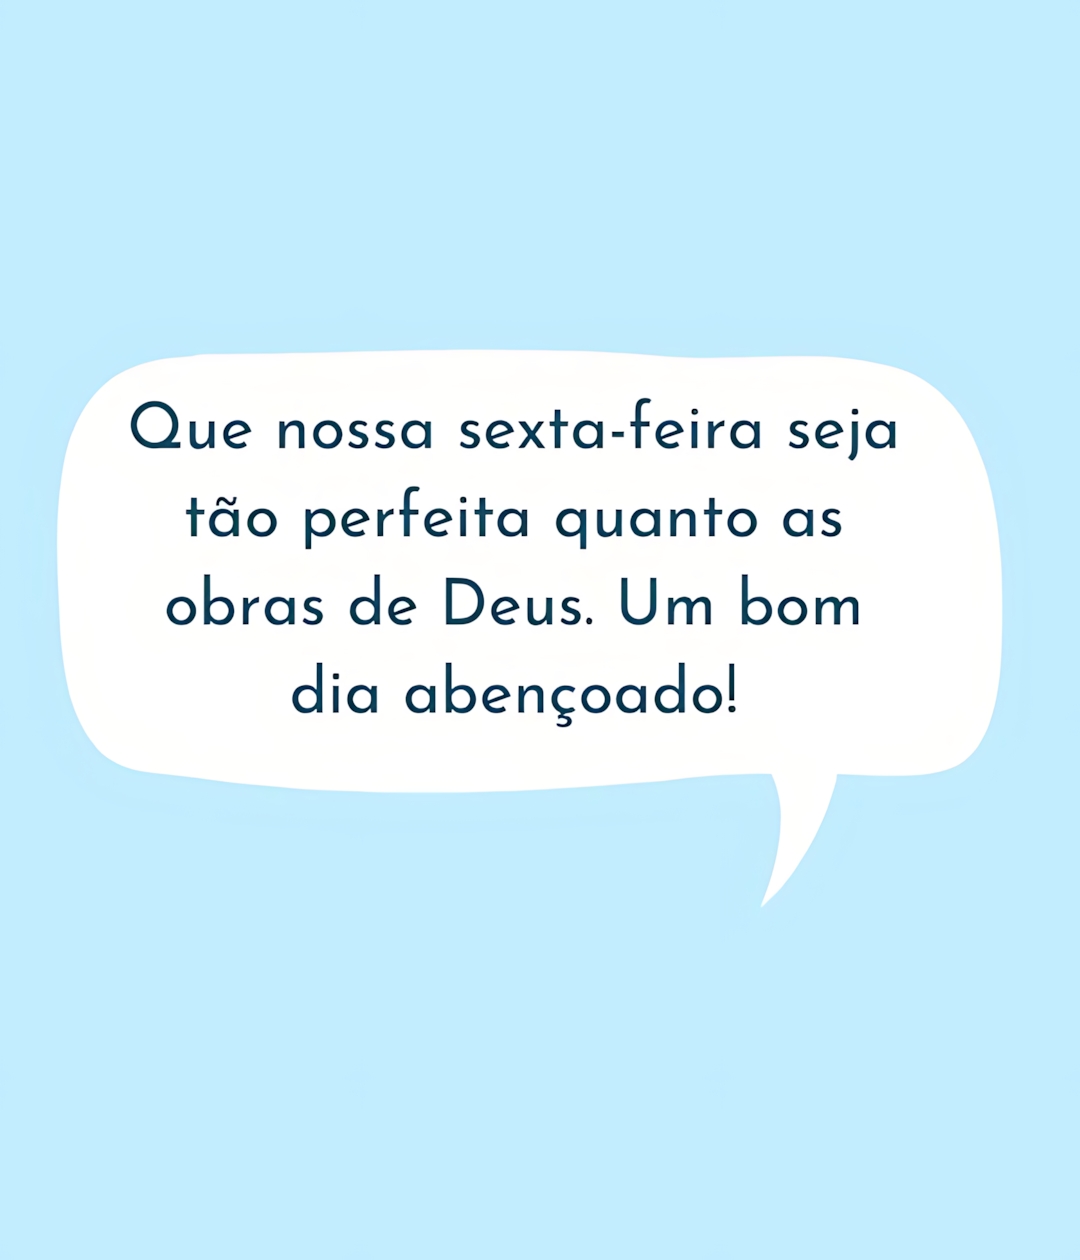 Que nossa sexta-feira seja
tão perfeita quanto as
obras de Deus. Um bom
dia abençoado!